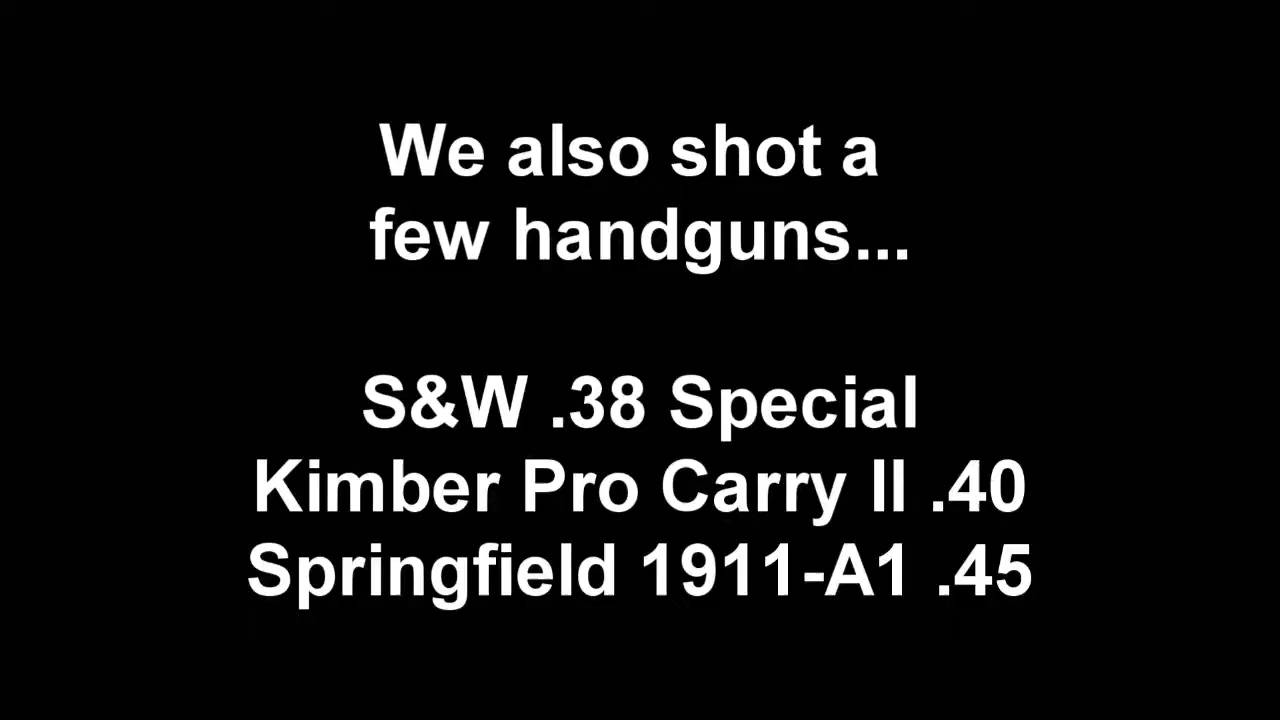 We also shot a
few handguns...
S&W .38 Special
Kimber Pro Carry II .40
Springfield 1911-A1 .45